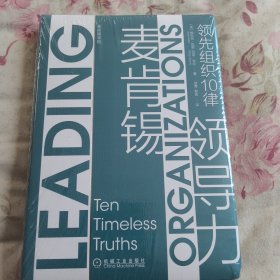 LEADING
ORGANIZATIONS
麦肯锡
领导力
领先组织10律
Ten
Timeless
Truths
机械工业出版社
China Machine Press